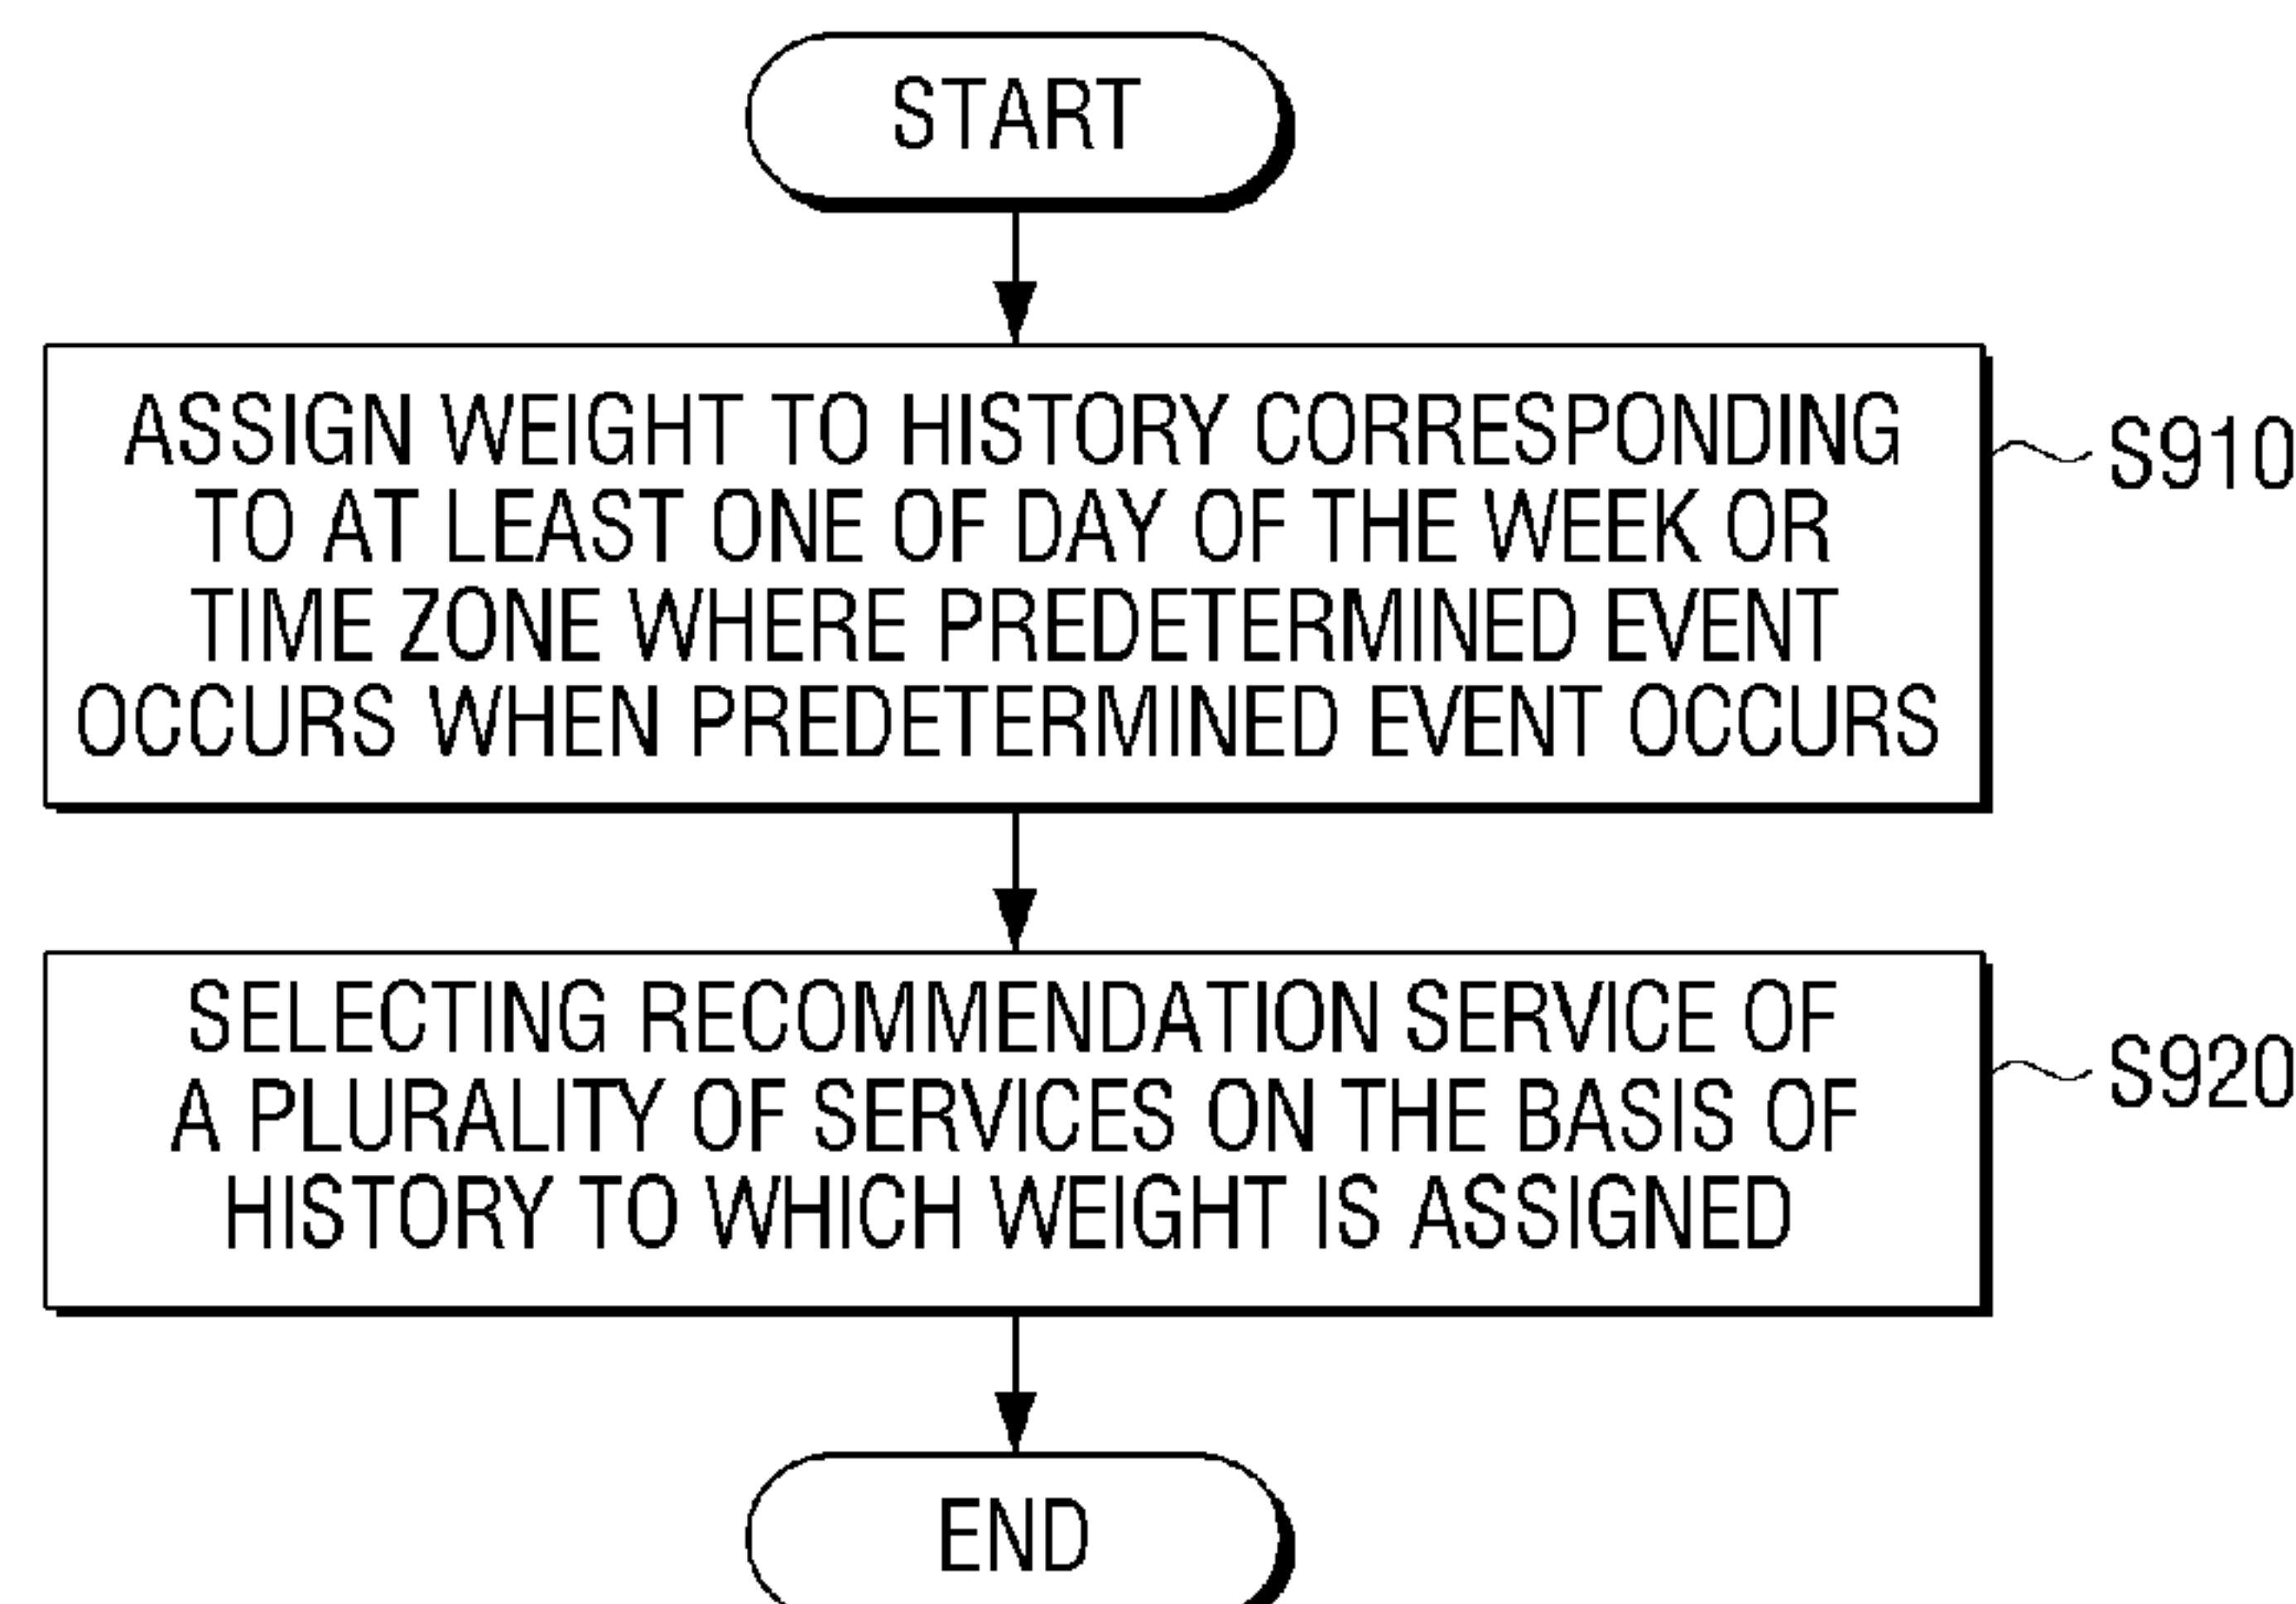 START
ASSIGN WEIGHT TO HISTORY CORRESPONDING
TO AT LEAST ONE OF DAY OF THE WEEK OR
TIME ZONE WHERE PREDETERMINED EVENT
OCCURS WHEN PREDETERMINED EVENT OCCURS
S910
SELECTING RECOMMENDATION SERVICE OF
A PLURALITY OF SERVICES ON THE BASIS OF
HISTORY TO WHICH WEIGHT IS ASSIGNED
S920
END